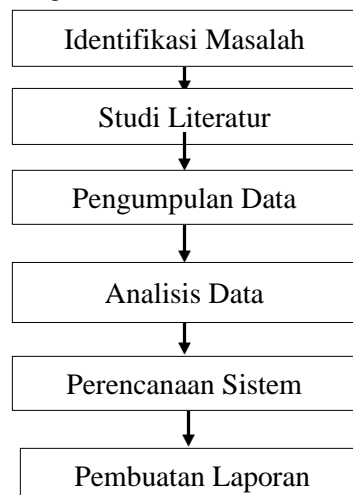 Identifikasi Masalah
Studi Literatur
Pengumpulan Data
Analisis Data
Perencanaan Sistem
Pembuatan Laporan